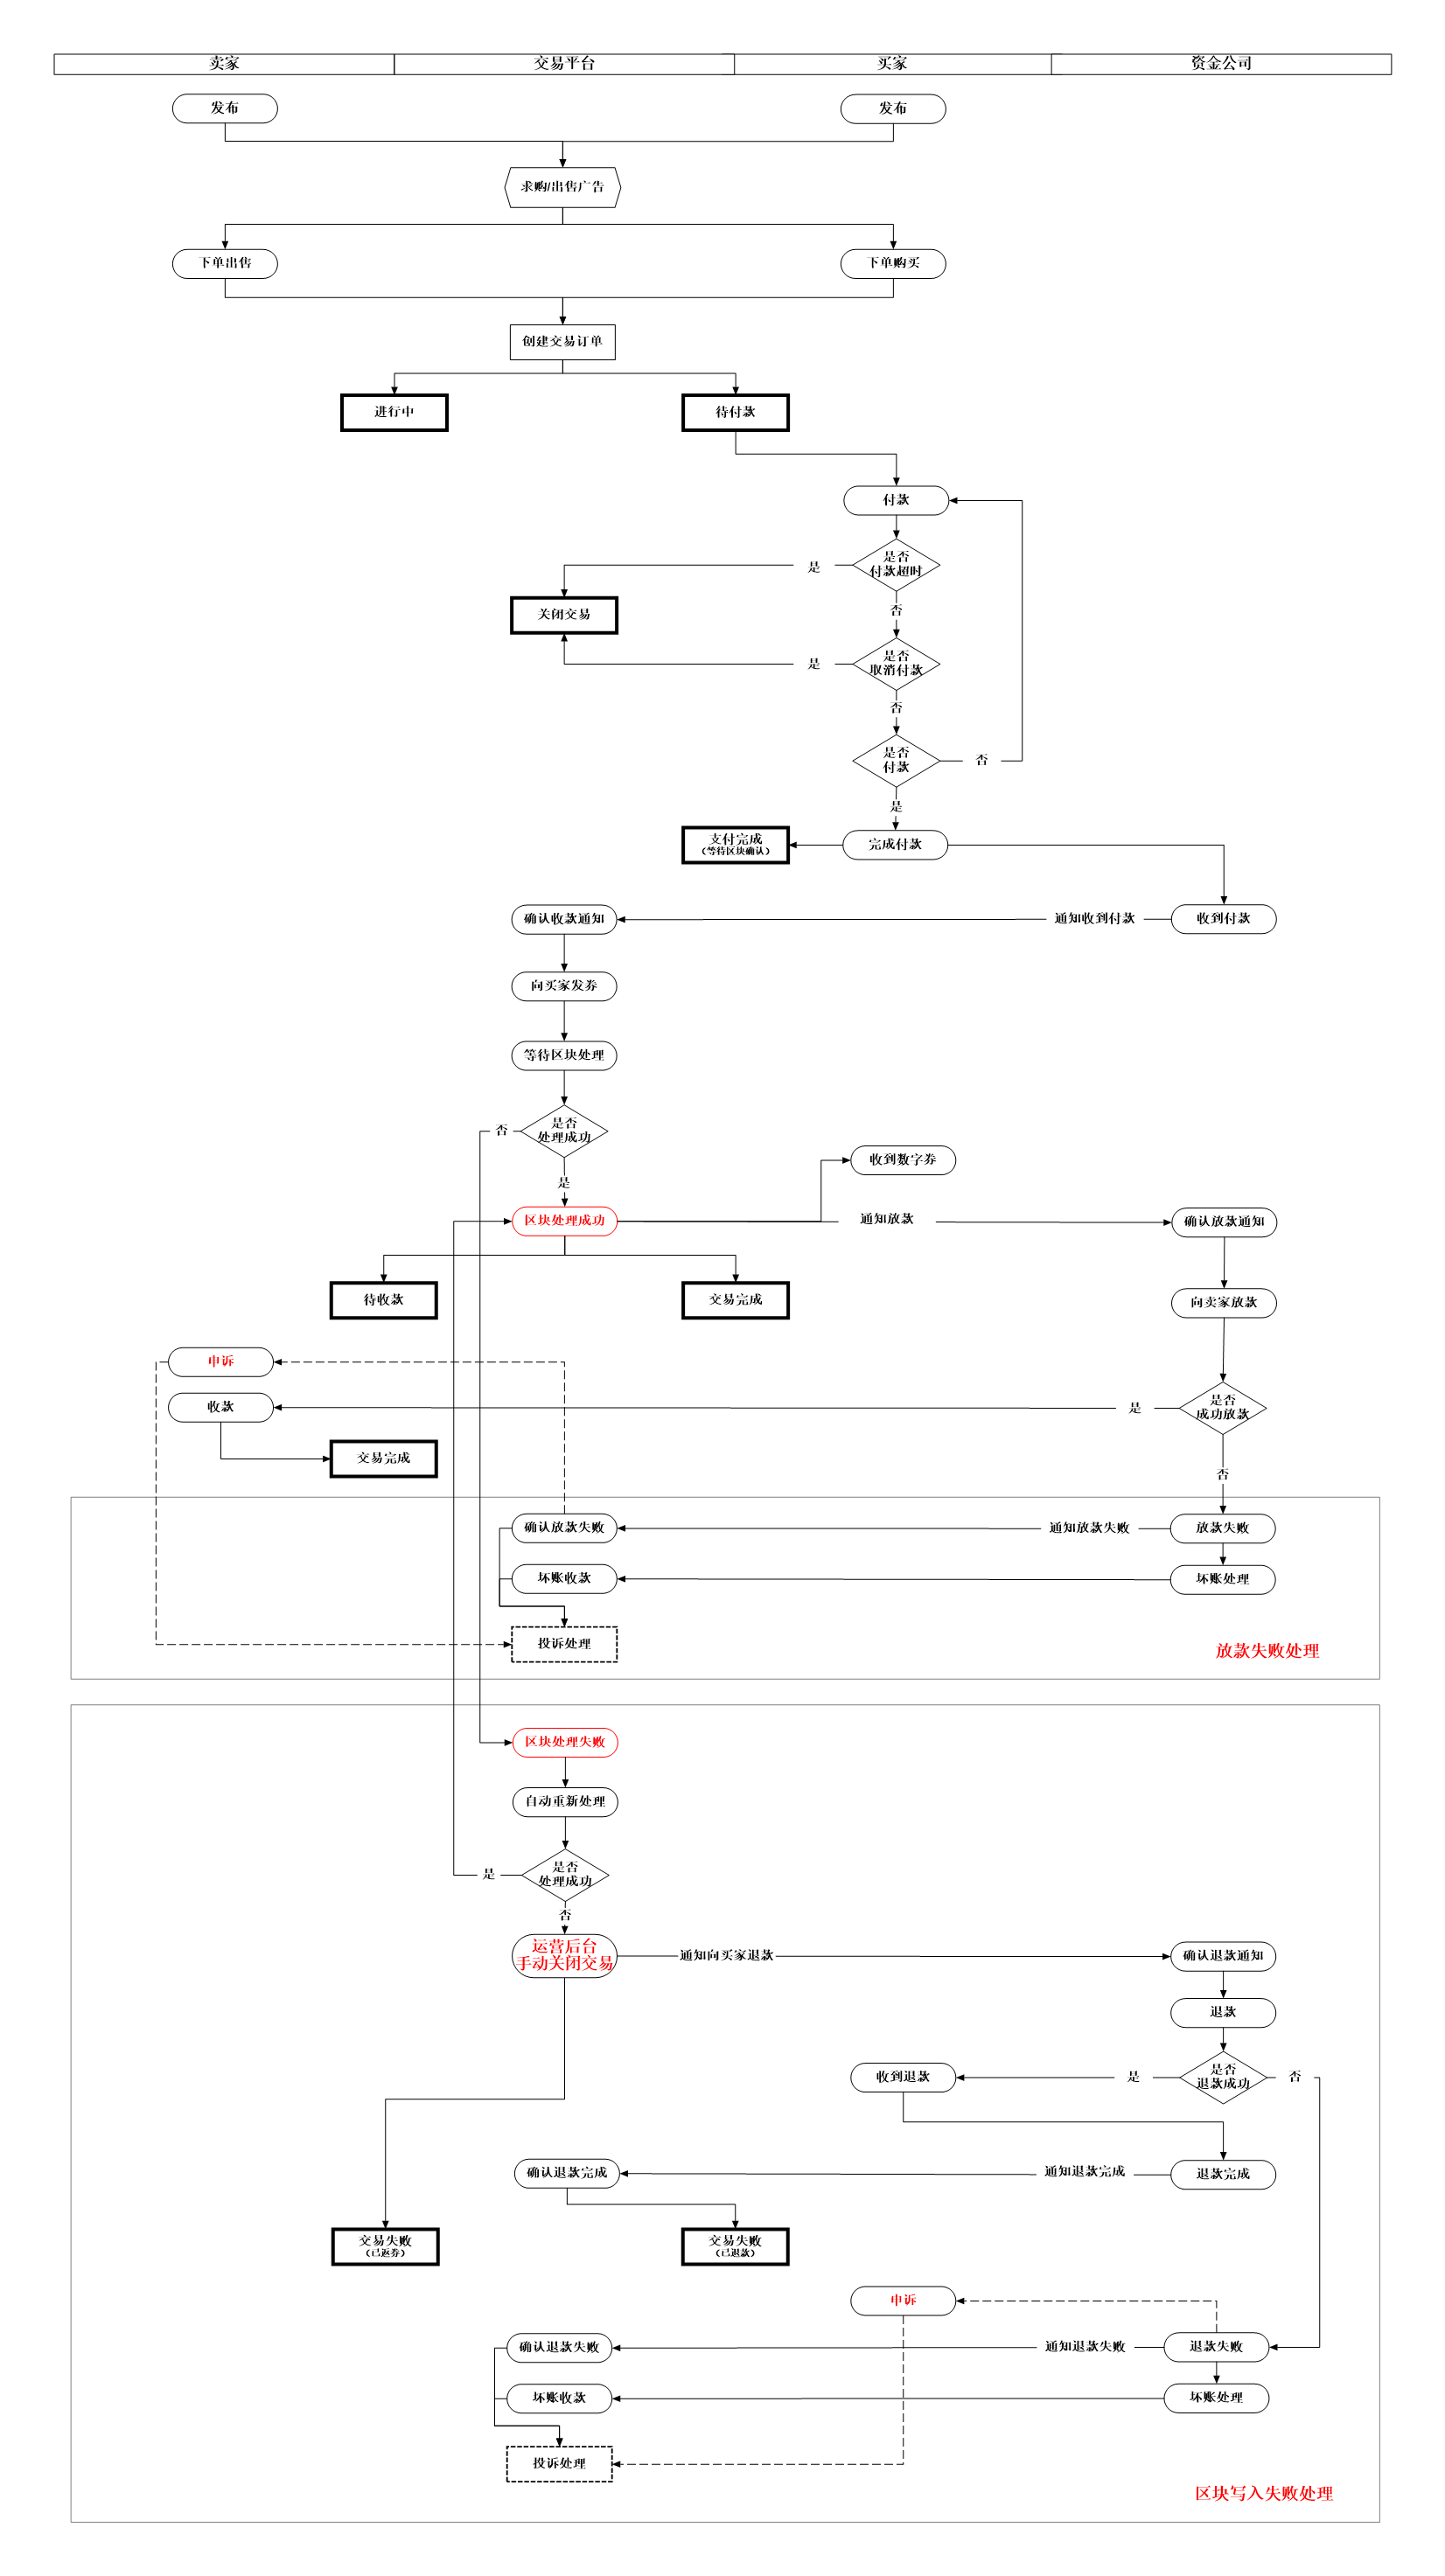 卖家
交易平台
买家
资金公司
发布
发布
求购/出售广告
下单出售
下单购买
创建交易订单
进行中
待付款
付款
是否
付款超时
是
关闭交易
否
是否
取消付款
是
否
是否
付款
否
是
支付完成
（等待区块确认）
完成付款
确认收款通知
通知收到付款
收到付款
向买家发券
等待区块处理
是否
处理成功
否
收到数字券
是
区块处理成功
通知放款
确认放款通知
待收款
交易完成
向卖家放款
申诉
收款
是
是否
成功放款
交易完成
否
确认放款失败
通知放款失败
放款失败
坏账收款
坏账处理
投诉处理
放款失败处理
区块处理失败
自动重新处理
是否
处理成功
是
否
运营后台
手动关闭交易
通知向买家退款
确认退款通知
退款
收到退款
是
是否
退款成功
否
确认退款完成
通知退款完成
退款完成
交易失败
（已返券）
交易失败
（已退款）
申诉
确认退款失败
通知退款失败
退款失败
坏账收款
坏账处理
投诉处理
区块写入失败处理